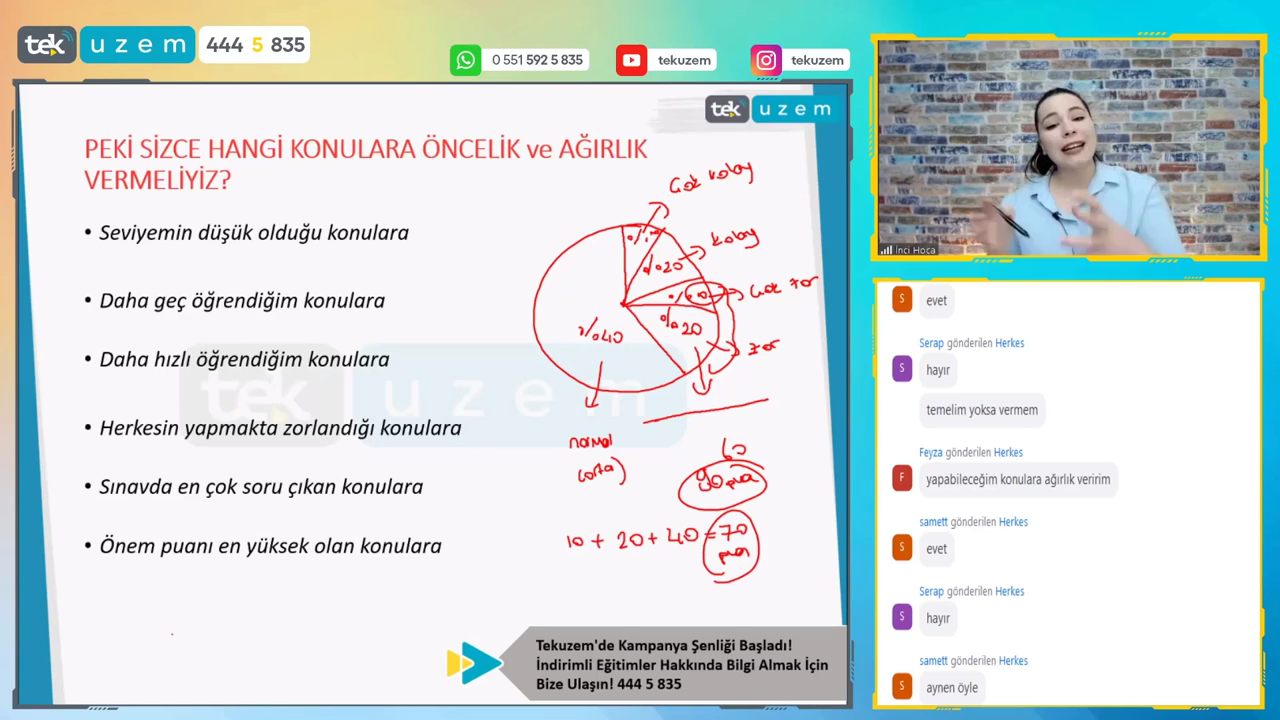 tek uzem 444 5 835
0 551 592 5 835
tekuzem
tekuzem
tek uzem
PEKİ SİZCE HANGİ KONULARA ÖNCELİK ve AĞIRLIK
VERMELİYİZ?
• Seviyemin düşük olduğu konulara
• Daha geç öğrendiğim konulara
• Daha hızlı öğrendiğim konulara
• Herkesin yapmakta zorlandığı konulara
• Sınavda en çok soru çıkan konulara
• Önem puanı en yüksek olan konulara
tek uzem
Çok kolay
kolay
%20
Çok zor
%20
zor
%40
normal
(orta)
90 puan
10 + 20 + 40 = 70
puan
Tekuzem'de Kampanya Şenliği Başladı!
İndirimli Eğitimler Hakkında Bilgi Almak İçin
Bize Ulaşın! 444 5 835
İnci Hoca
S evet
Serap gönderilen Herkes
S hayır
temelim yoksa vermem
Feyza gönderilen Herkes
F yapabileceğim konulara ağırlık veririm
samett gönderilen Herkes
S evet
Serap gönderilen Herkes
S hayır
samett gönderilen Herkes
S aynen öyle